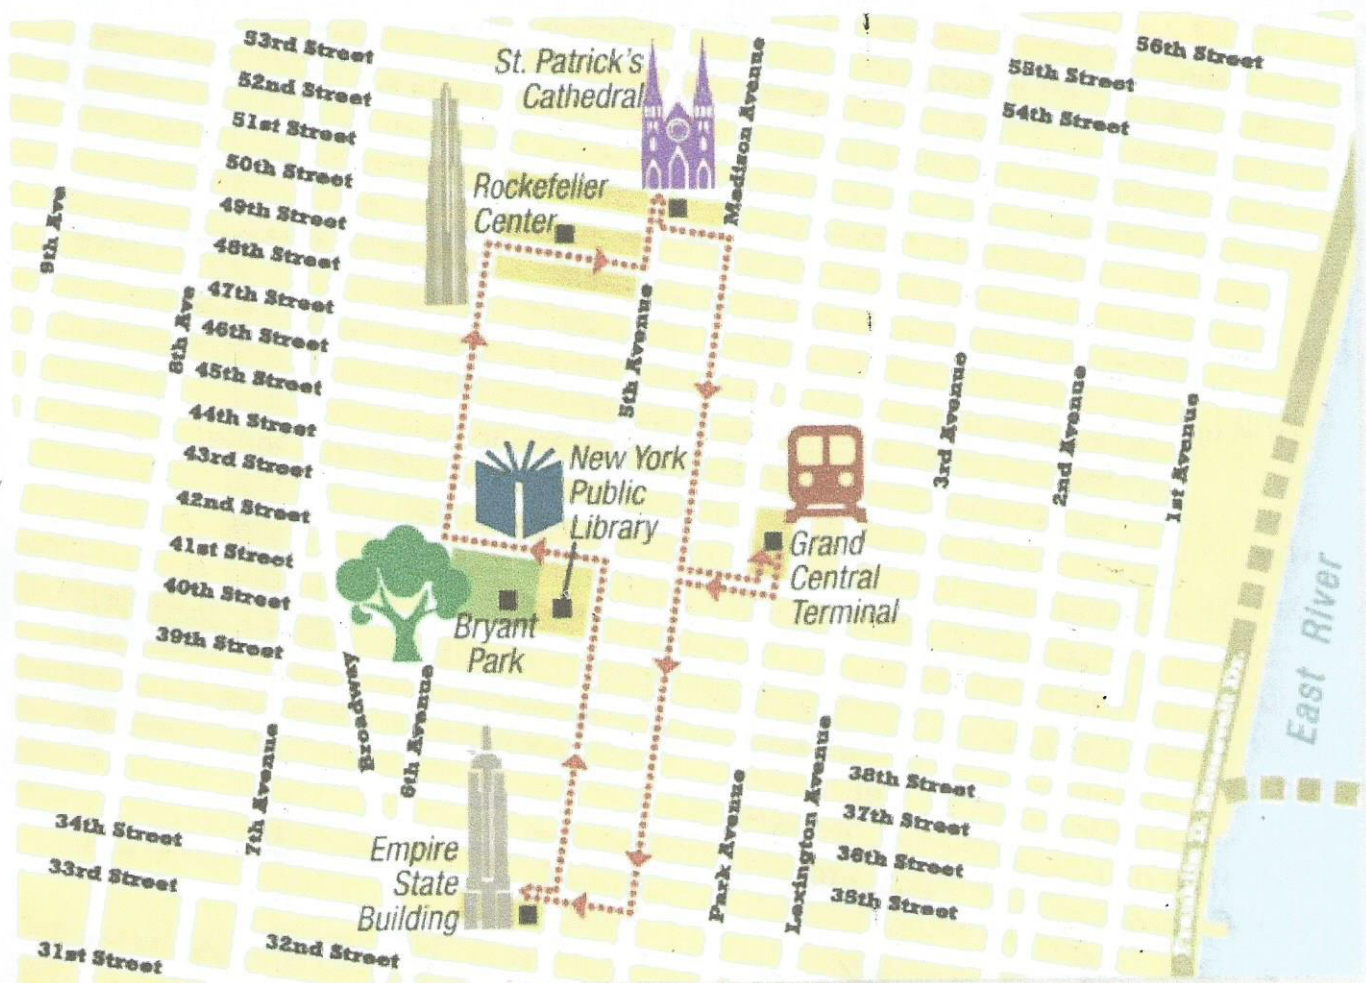 53rd Street
52nd Street
51st Street
50th Street
49th Street
48th Street
47th Street
46th Street
45th Street
44th Street
43rd Street
42nd Street
41st Street
40th Street
39th Street
34th Street
33rd Street
31st Street
32nd Street
9th Ave
8th Ave
7th Avenue
Broadway
6th Avenue
5th Avenue
Madison Avenue
Park Avenue
Lexington Avenue
3rd Avenue
2nd Avenue
1st Avenue
56th Street
55th Street
54th Street
38th Street
37th Street
36th Street
35th Street
St. Patrick's
Cathedral
Rockefeller
Center
New York
Public
Library
Grand
Central
Terminal
Bryant
Park
Empire
State
Building
East River
Franklin D. Roosevelt Dr.